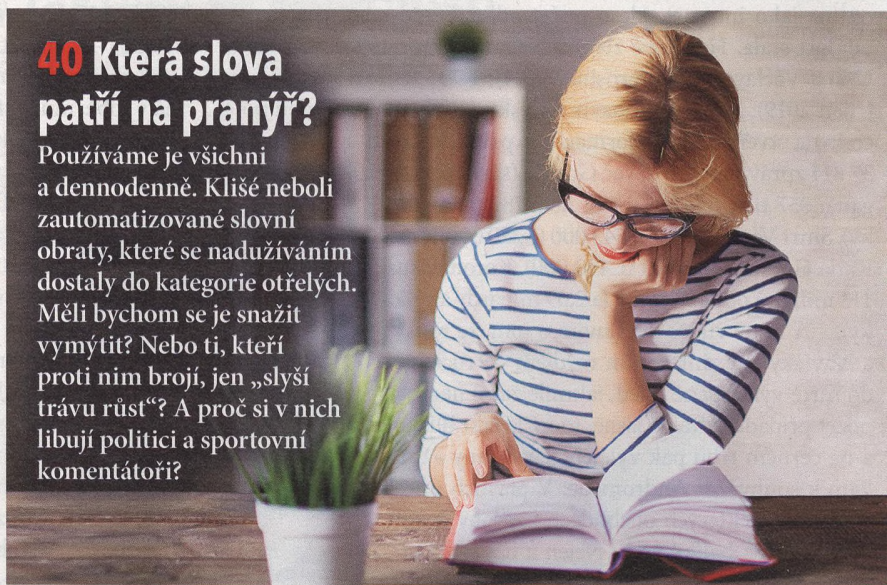 40 Která slova
patří na pranýř?
Používáme je všichni
a dennodenně. Klišé neboli
zautomatizované slovní
obraty, které se nadužíváním
dostaly do kategorie otřelých.
Měli bychom se je snažit
vymýtit? Nebo ti, kteří
proti nim brojí, jen „slyší
trávu růst“? A proč si v nich
libují politici a sportovní
komentátoři?